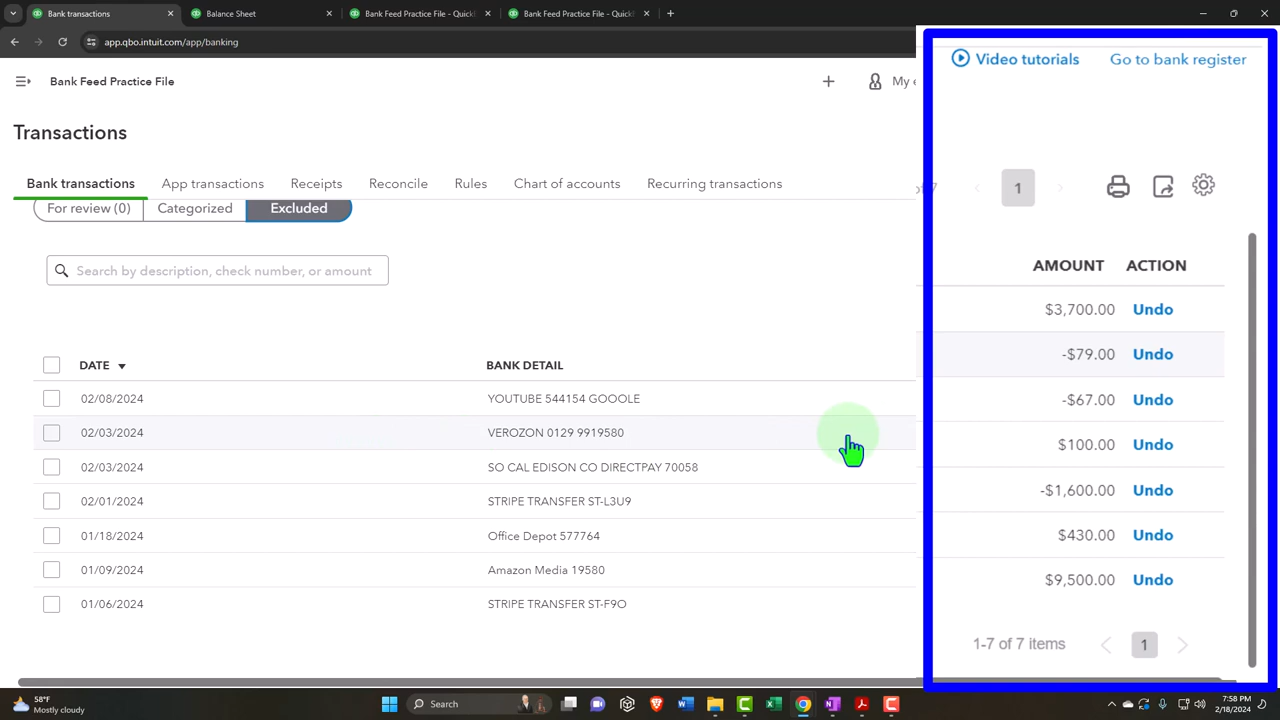 Balance Sheet
Balance Sheet
Bank Feed Practice File - Quickf
Bank Feed Practice File - Quickf
app.qbo.intuit.com/app/banking
Bank Feed Practice File
My e
Video tutorials
Go to bank register
Transactions
Bank transactions
App transactions
Receipts
Reconcile
Rules
Chart of accounts
Recurring transactions
For review (0)
Categorized
Excluded
of 7
1
Search by description, check number, or amount
AMOUNT
ACTION
DATE
BANK DETAIL
02/08/2024
YOUTUBE 544154 GOOOLE
$3,700.00
Undo
02/03/2024
VEROZON 0129 9919580
-$79.00
Undo
02/03/2024
SO CAL EDISON CO DIRECTPAY 70058
-$67.00
Undo
02/01/2024
STRIPE TRANSFER ST-L3U9
$100.00
Undo
01/18/2024
Office Depot 577764
-$1,600.00
Undo
01/09/2024
Amazon Media 19580
$430.00
Undo
01/06/2024
STRIPE TRANSFER ST-F9O
$9,500.00
Undo
1-7 of 7 items
1
58°F
Mostly cloudy
Search
7:58 PM
2/18/2024